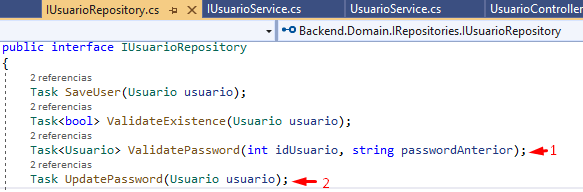 IUsuarioRepository.cs IUsuarioService.cs UsuarioService.cs UsuarioController
Backend.Domain.IRepositories.IUsuarioRepository
public interface IUsuarioRepository
{
2 referencias
Task SaveUser(Usuario usuario);
2 referencias
Task<bool> ValidateExistence(Usuario usuario);
2 referencias
Task<Usuario> ValidatePassword(int idUsuario, string passwordAnterior); 1
2 referencias
Task UpdatePassword(Usuario usuario); 2